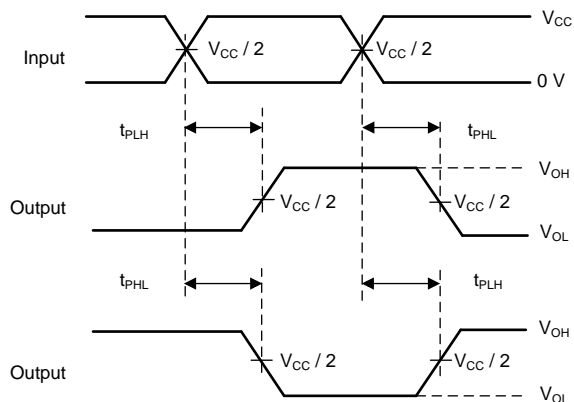 V_CC
V_CC / 2 V_CC / 2
Input
0 V
t_PLH t_PHL
V_OH
V_CC / 2 V_CC / 2
Output
V_OL
t_PHL t_PLH
V_OH
V_CC / 2 V_CC / 2
Output
V_OL